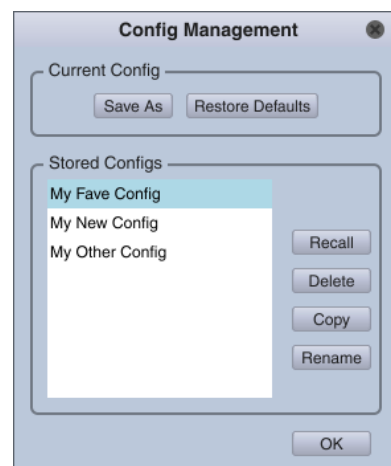 Config Management
Current Config
Save As Restore Defaults
Stored Configs
My Fave Config
My New Config
My Other Config
Recall
Delete
Copy
Rename
OK